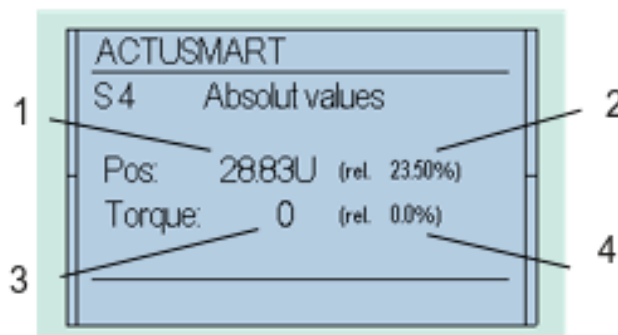 ACTUSMART
S 4 Absolut values
1
2
Pos: 28.83U (rel. 23.50%)
Torque: 0 (rel. 0.0%)
3
4